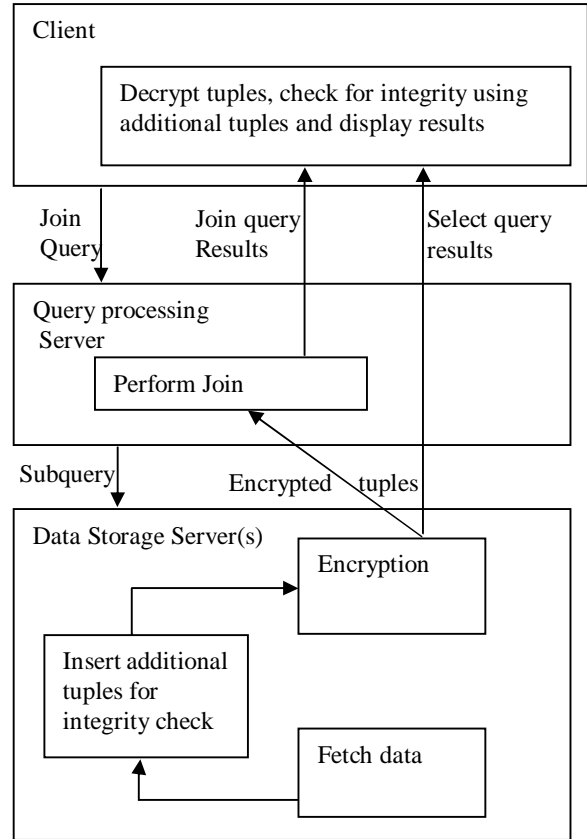 Client
Decrypt tuples, check for integrity using
additional tuples and display results
Join
Query
Join query
Results
Select query
results
Query processing
Server
Perform Join
Subquery
Encrypted tuples
Data Storage Server(s)
Encryption
Insert additional
tuples for
integrity check
Fetch data